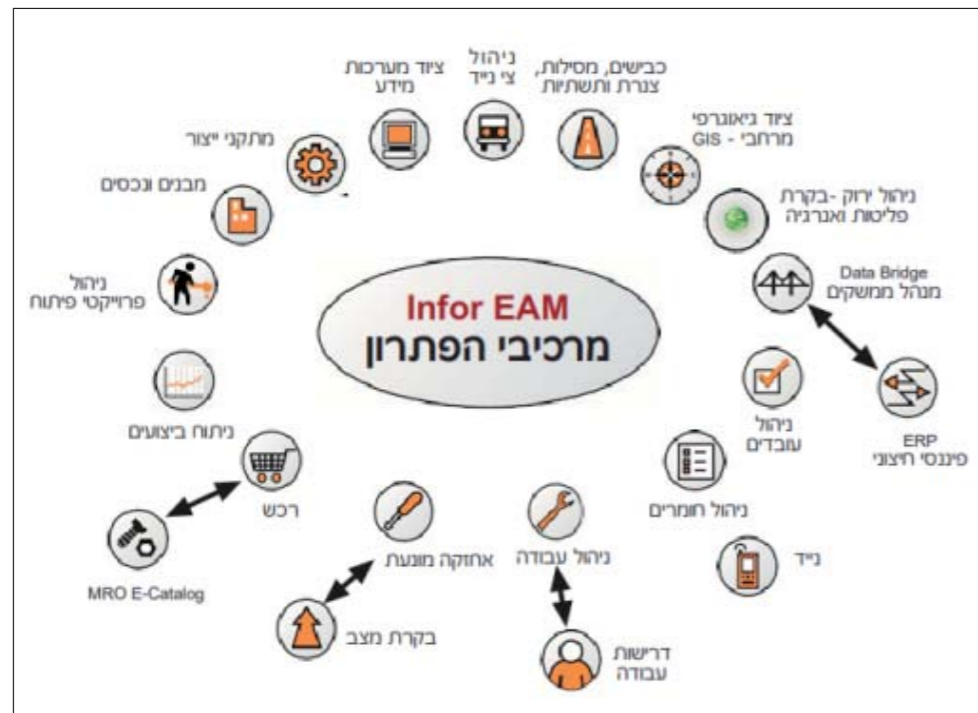 ניהול
צי נייד
כבישים, מסילות,
צנרת ותשתיות
ציוד גיאוגרפי
מרחבי - GIS
ניהול ירוק -בקרת
פליטות ואנרגיה
Data Bridge
מנהל ממשקים
ERP
פיננסי חיצוני
ניהול
עובדים
ניהול חומרים
נייד
ניהול עבודה
דרישות
עבודה
אחזקה מונעת
בקרת מצב
רכש
MRO E-Catalog
ניתוח ביצועים
ניהול
פרוייקטי פיתוח
מבנים ונכסים
מתקני ייצור
ציוד מערכות
מידע
Infor EAM
מרכיבי הפתרון